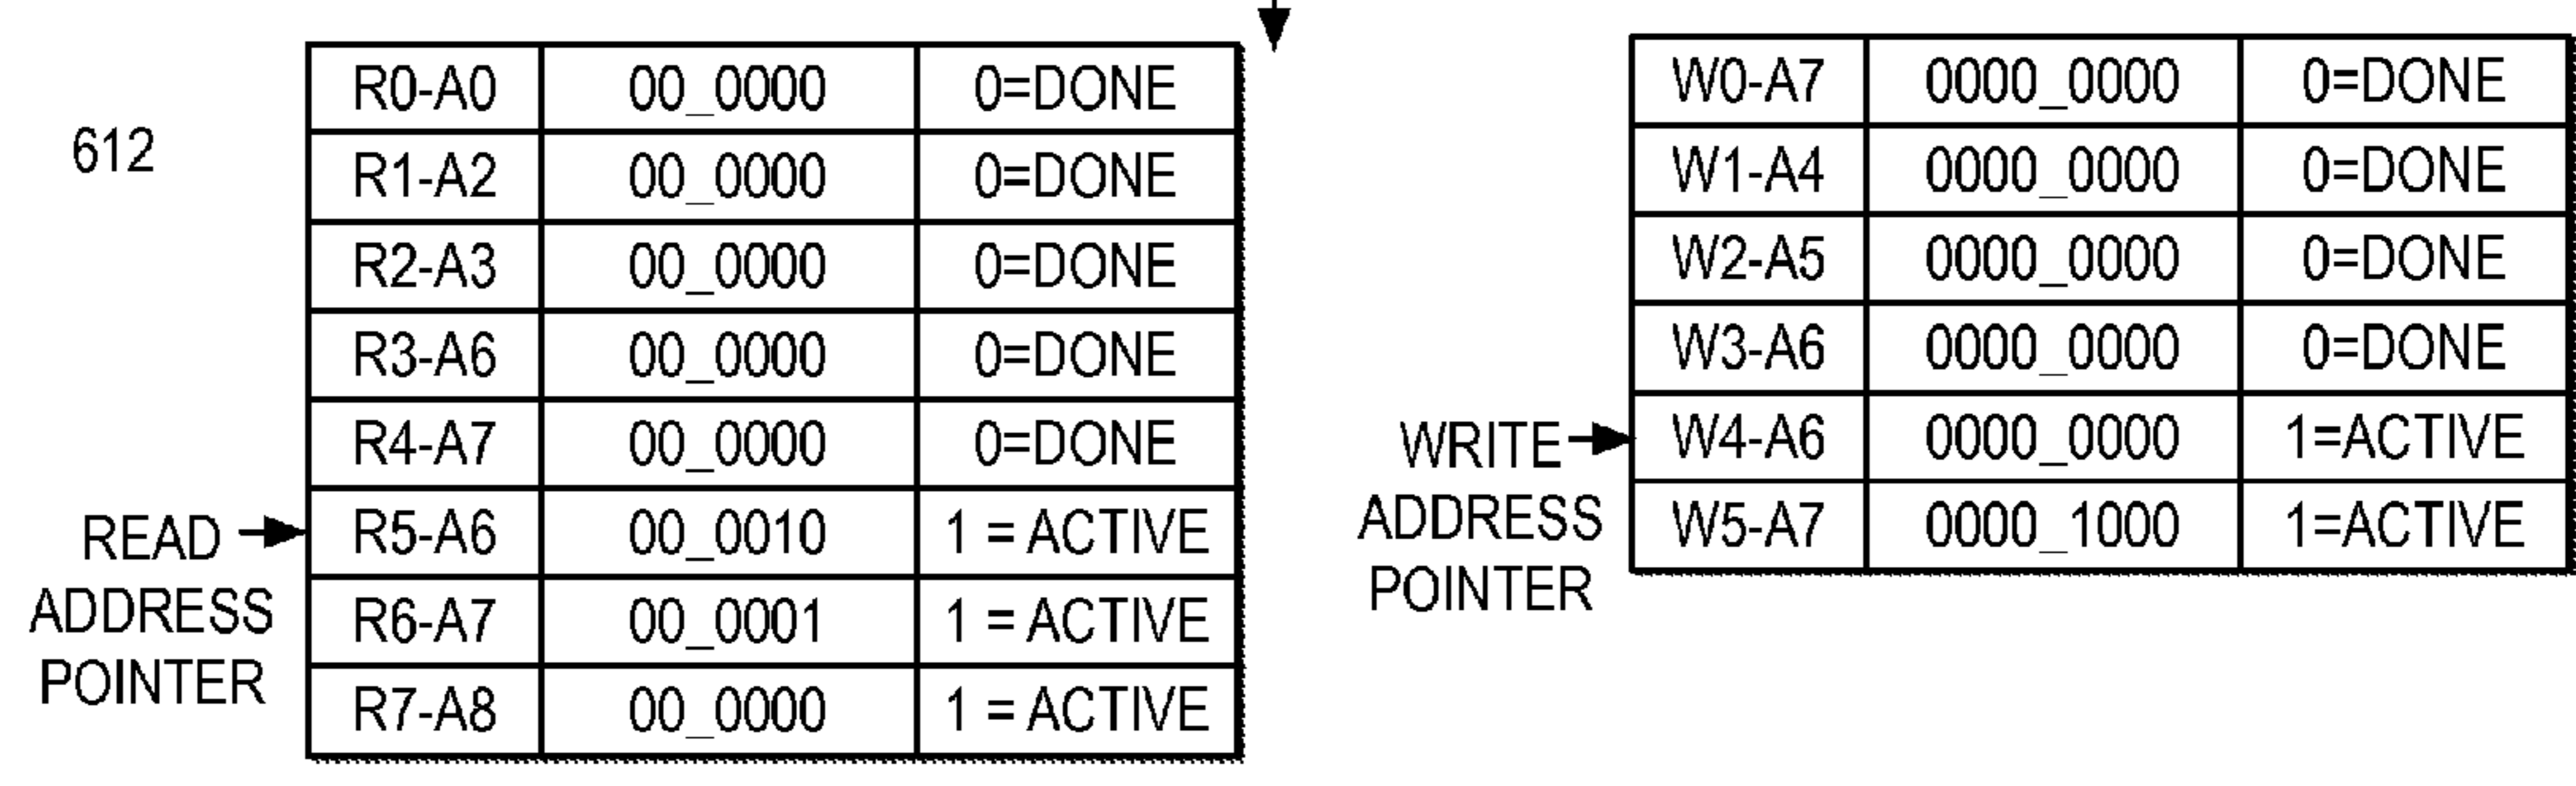 612
R0-A0 00_0000 0=DONE
R1-A2 00_0000 0=DONE
R2-A3 00_0000 0=DONE
R3-A6 00_0000 0=DONE
R4-A7 00_0000 0=DONE
R5-A6 00_0010 1 = ACTIVE
R6-A7 00_0001 1 = ACTIVE
R7-A8 00_0000 1 = ACTIVE
READ
ADDRESS
POINTER
W0-A7 0000_0000 0=DONE
W1-A4 0000_0000 0=DONE
W2-A5 0000_0000 0=DONE
W3-A6 0000_0000 0=DONE
W4-A6 0000_0000 1=ACTIVE
W5-A7 0000_1000 1=ACTIVE
WRITE
ADDRESS
POINTER